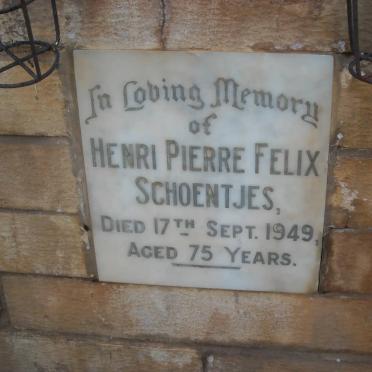 In Loving Memory
of
HENRI PIERRE FELIX
SCHOENTJES,
DIED 17TH SEPT. 1949,
AGED 75 YEARS.